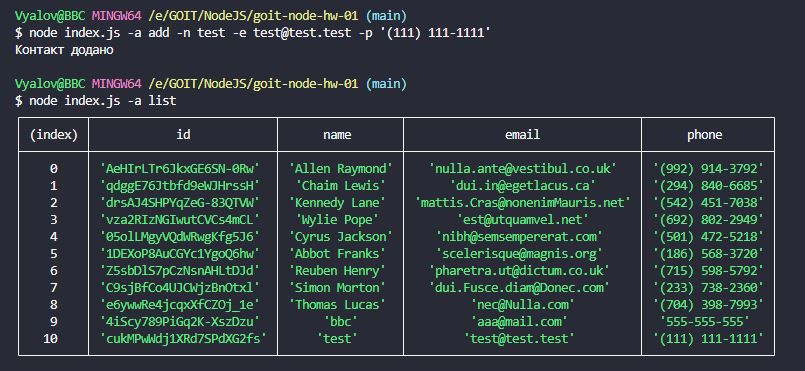 Vyalov@BBC MINGW64 /e/GOIT/NodeJS/goit-node-hw-01 (main)
$ node index.js -a add -n test -e test@test.test -p '(111) 111-1111'
Контакт додано
Vyalov@BBC MINGW64 /e/GOIT/NodeJS/goit-node-hw-01 (main)
$ node index.js -a list
(index) id name email phone
0 'AeHIrLTr6JkxGE6SN-0Rw' 'Allen Raymond' 'nulla.ante@vestibul.co.uk' '(992) 914-3792'
1 'qdggE76Jtbfd9eWJHrssH' 'Chaim Lewis' 'dui.in@egetlacus.ca' '(294) 840-6685'
2 'drsAJ4SHPYqZeG-83QTVW' 'Kennedy Lane' 'mattis.Cras@nonenimMauris.net' '(542) 451-7038'
3 'vza2RIzNGIwutCVCs4mCL' 'Wylie Pope' 'est@utquamvel.net' '(692) 802-2949'
4 '05olLMgyVQdWRwgKfg5J6' 'Cyrus Jackson' 'nibh@semsempererat.com' '(501) 472-5218'
5 '1DEXoP8AuCGYc1YgoQ6hw' 'Abbot Franks' 'scelerisque@magnis.org' '(186) 568-3720'
6 'Z5sbDlS7pCzNsnAHLtDJd' 'Reuben Henry' 'pharetra.ut@dictum.co.uk' '(715) 598-5792'
7 'C9sjBfCo4UJCWjzBnOtxl' 'Simon Morton' 'dui.Fusce.diam@Donec.com' '(233) 738-2360'
8 'e6ywwRe4jcqxXfCZOj_1e' 'Thomas Lucas' 'nec@Nulla.com' '(704) 398-7993'
9 '4iScy789PiGq2K-XszDzu' 'bbc' 'aaa@mail.com' '555-555-555'
10 'cukMPwWdj1XRd7SPdXG2fs' 'test' 'test@test.test' '(111) 111-1111'